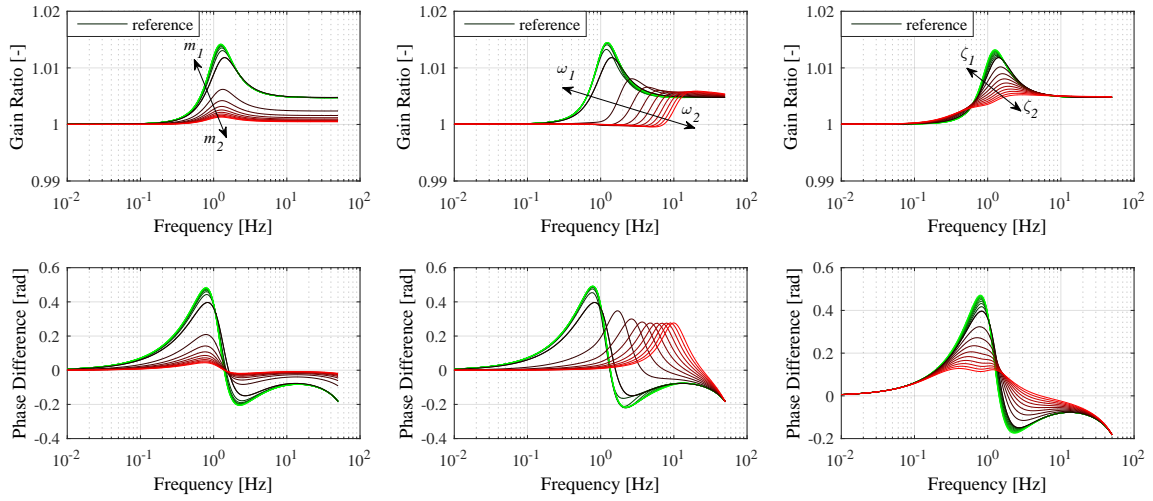 reference
Gain Ratio [-]
1.02
1.01
1
0.99
m1
m2
10-2 10-1 100 101 102
Frequency [Hz]
reference
Gain Ratio [-]
1.02
1.01
1
0.99
ω1
ω2
10-2 10-1 100 101 102
Frequency [Hz]
reference
Gain Ratio [-]
1.02
1.01
1
0.99
ζ1
ζ2
10-2 10-1 100 101 102
Frequency [Hz]
Phase Difference [rad]
0.6
0.4
0.2
0
-0.2
-0.4
10-2 10-1 100 101 102
Frequency [Hz]
Phase Difference [rad]
0.6
0.4
0.2
0
-0.2
-0.4
10-2 10-1 100 101 102
Frequency [Hz]
Phase Difference [rad]
0.6
0.4
0.2
0
-0.2
10-2 10-1 100 101 102
Frequency [Hz]